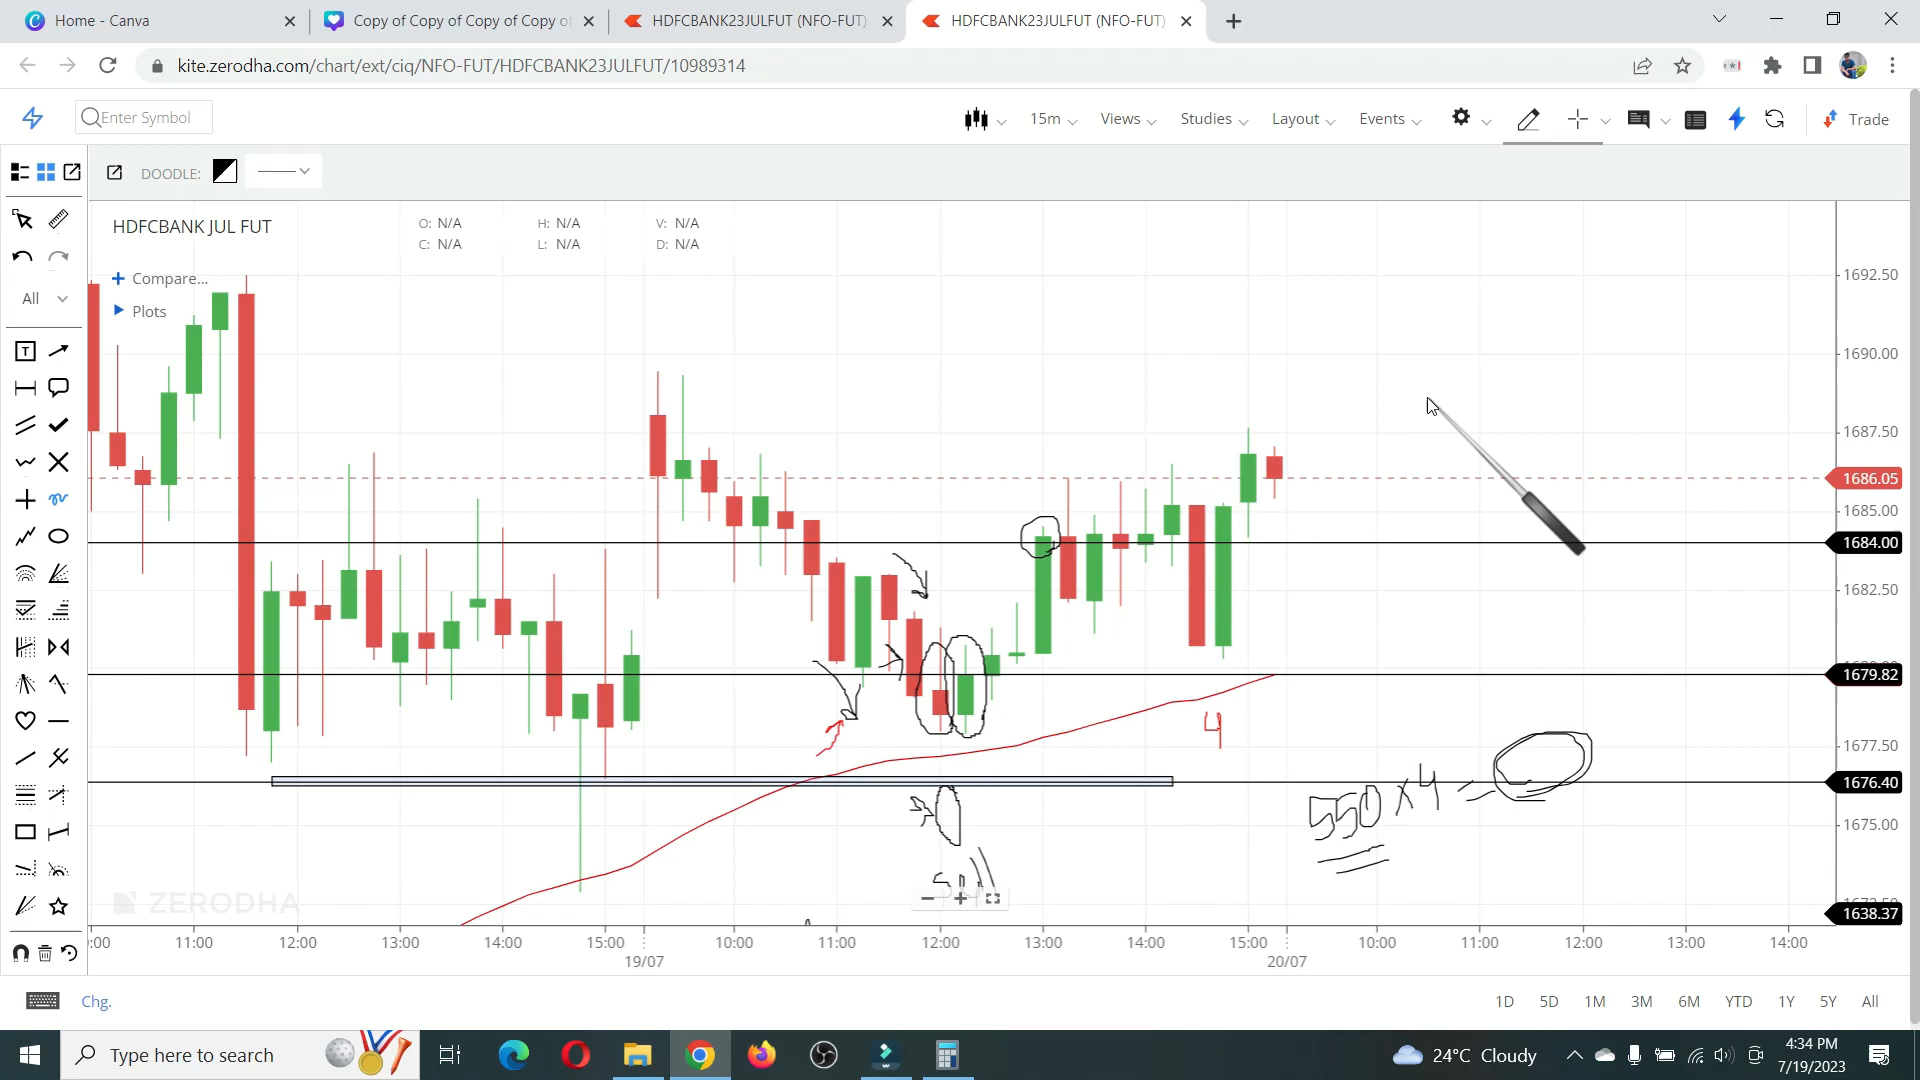 Home - Canva
Copy of Copy of Copy of Copy o
HDFCBANK23JULFUT (NFO-FUT)
HDFCBANK23JULFUT (NFO-FUT)
kite.zerodha.com/chart/ext/ciq/NFO-FUT/HDFCBANK23JULFUT/10989314
Enter Symbol
15m
Views
Studies
Layout
Events
Trade
DOODLE:
HDFCBANK JUL FUT
O: N/A H: N/A V: N/A
C: N/A L: N/A D: N/A
Compare...
All
Plots
1692.50
1690.00
1687.50
1686.05
1685.00
1684.00
1682.50
1679.82
1677.50
1676.40
1675.00
1638.37
4
550 x 4 =
ZERODHA
:00 11:00 12:00 13:00 14:00 15:00 10:00 11:00 12:00 13:00 14:00 15:00 10:00 11:00 12:00 13:00 14:00
19/07 20/07
Chg.
1D 5D 1M 3M 6M YTD 1Y 5Y All
Type here to search
24°C Cloudy
4:34 PM
7/19/2023